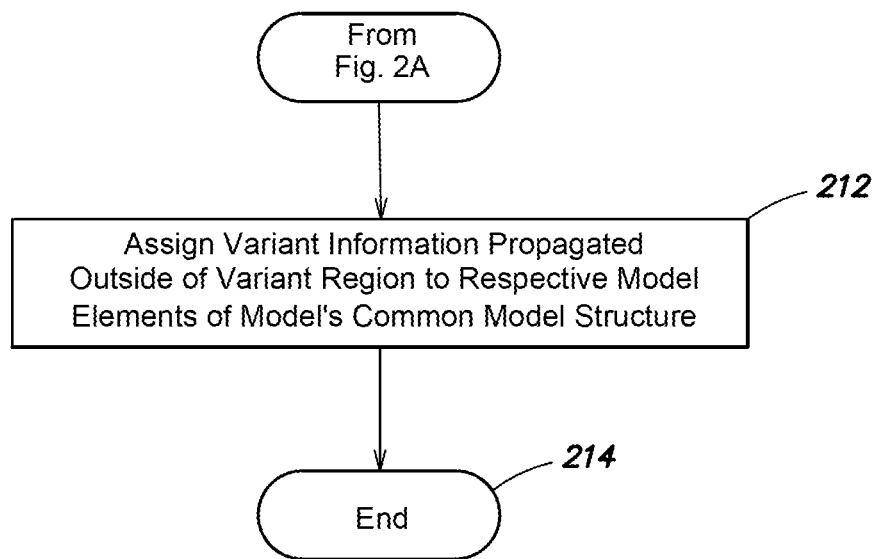 From
Fig. 2A
212
Assign Variant Information Propagated
Outside of Variant Region to Respective Model
Elements of Model's Common Model Structure
214
End